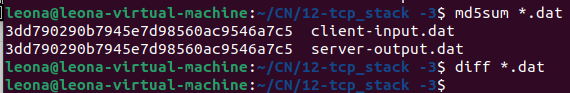 leona@leona-virtual-machine:~/CN/12-tcp_stack -3$ md5sum *.dat
3dd790290b7945e7d98560ac9546a7c5  client-input.dat
3dd790290b7945e7d98560ac9546a7c5  server-output.dat
leona@leona-virtual-machine:~/CN/12-tcp_stack -3$ diff *.dat
leona@leona-virtual-machine:~/CN/12-tcp_stack -3$